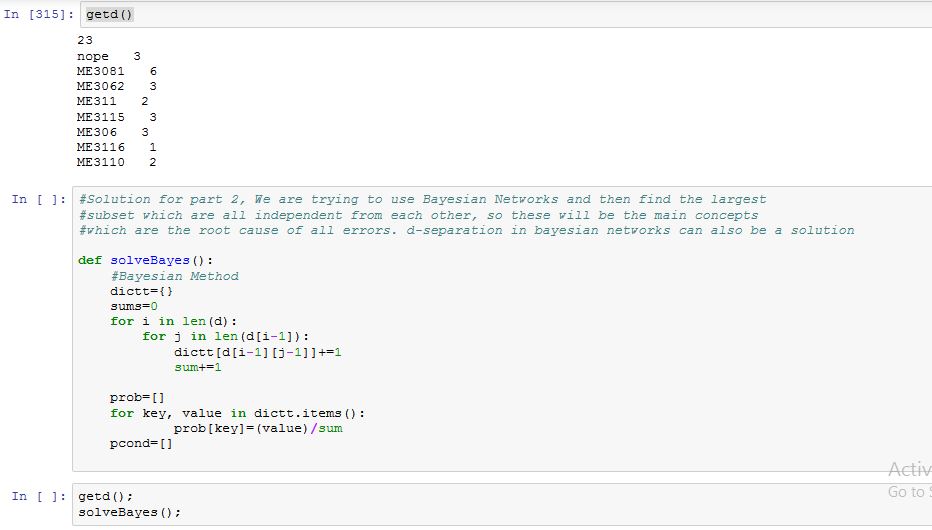 In [315]: getd()
23
nope 3
ME3081 6
ME3062 3
ME311 2
ME3115 3
ME306 3
ME3116 1
ME3110 2
In [ ]: #Solution for part 2, We are trying to use Bayesian Networks and then find the largest
#subset which are all independent from each other, so these will be the main concepts
#which are the root cause of all errors. d-separation in bayesian networks can also be a solution
def solveBayes():
#Bayesian Method
dictt={}
sums=0
for i in len(d):
for j in len(d[i-1]):
dictt[d[i-1][j-1]]+=1
sum+=1
prob=[]
for key, value in dictt.items():
prob[key]=(value)/sum
pcond=[]
In [ ]: getd();
solveBayes();
Activ
Go to S